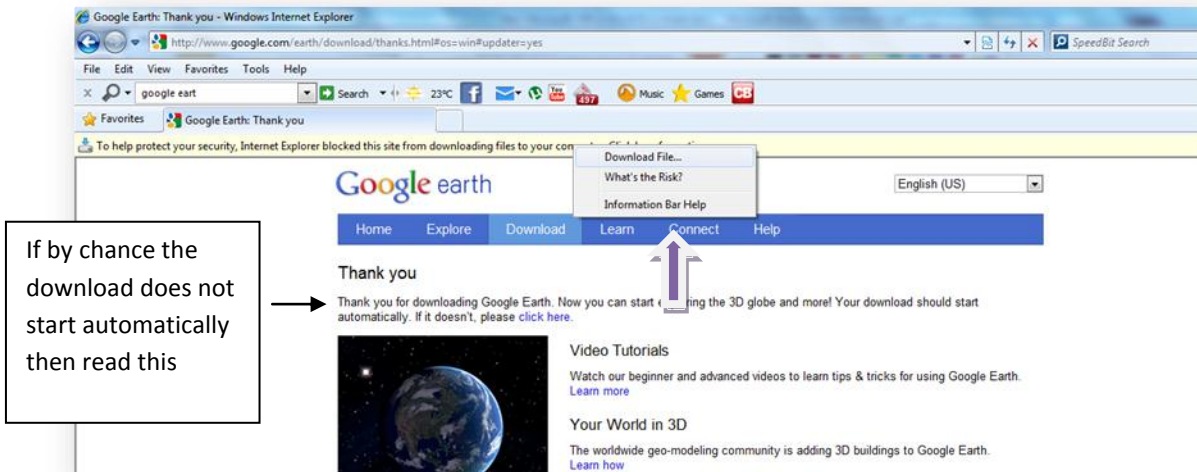 Google Earth: Thank you - Windows Internet Explorer
http://www.google.com/earth/download/thanks.html#os=win#updater=yes
SpeedBit Search
File Edit View Favorites Tools Help
google eart Search 23°C f You Tube 497 Music Games CB
Favorites Google Earth: Thank you
To help protect your security, Internet Explorer blocked this site from downloading files to your
Download File...
What's the Risk?
Information Bar Help
Google earth
English (US)
Home Explore Download Learn Connect Help
If by chance the
download does not
start automatically
then read this
Thank you
Thank you for downloading Google Earth. Now you can start the 3D globe and more! Your download should start
automatically. If it doesn't, please click here.
Video Tutorials
Watch our beginner and advanced videos to learn tips & tricks for using Google Earth.
Learn more
Your World in 3D
The worldwide geo-modeling community is adding 3D buildings to Google Earth.
Learn how